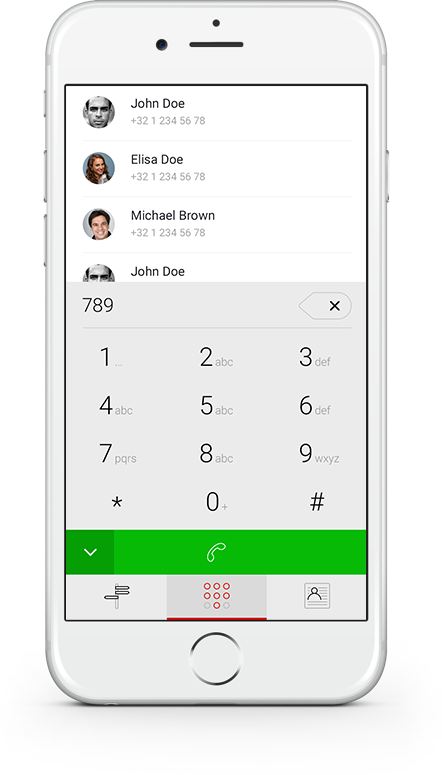 John Doe
+32 1 234 56 78
Elisa Doe
+32 1 234 56 78
Michael Brown
+32 1 234 56 78
John Doe
789
1 ... 2 abc 3 def
4 abc 5 abc 6 def
7 pqrs 8 abc 9 wxyz
* 0 + #